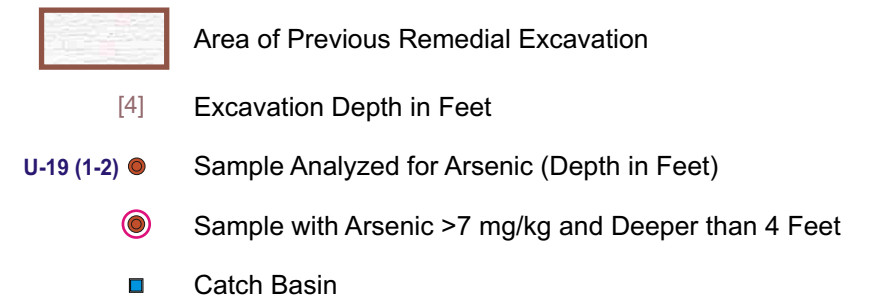 Area of Previous Remedial Excavation
[4] Excavation Depth in Feet
U-19 (1-2) Sample Analyzed for Arsenic (Depth in Feet)
Sample with Arsenic >7 mg/kg and Deeper than 4 Feet
Catch Basin